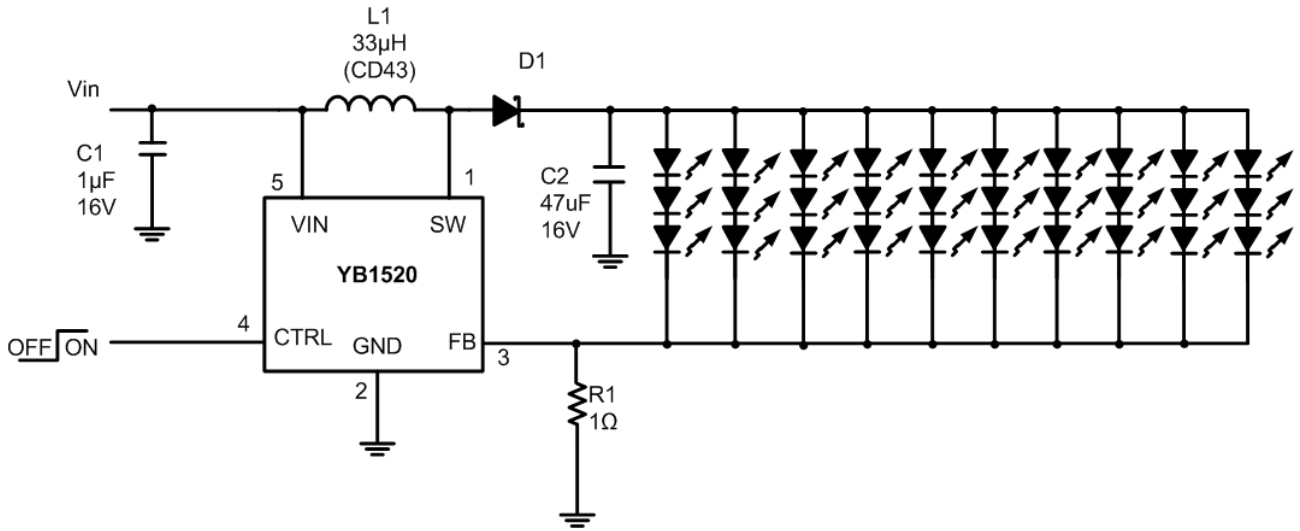 L1
33µH
(CD43)
D1
Vin
C1
1µF
16V
5
1
C2
47uF
16V
VIN
SW
YB1520
4
OFF ON
CTRL
GND
FB
3
2
R1
1Ω